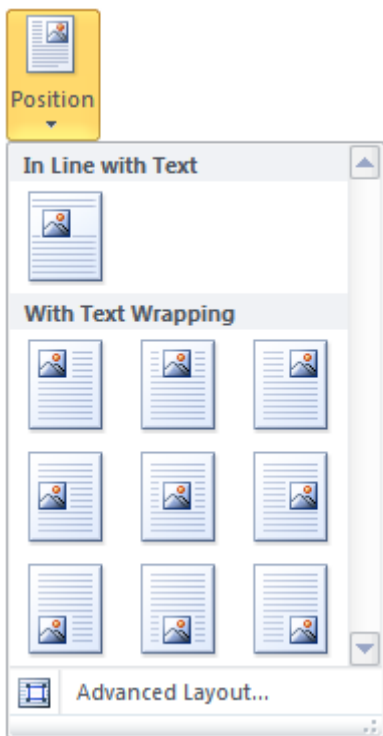 Position
In Line with Text
With Text Wrapping
Advanced Layout...